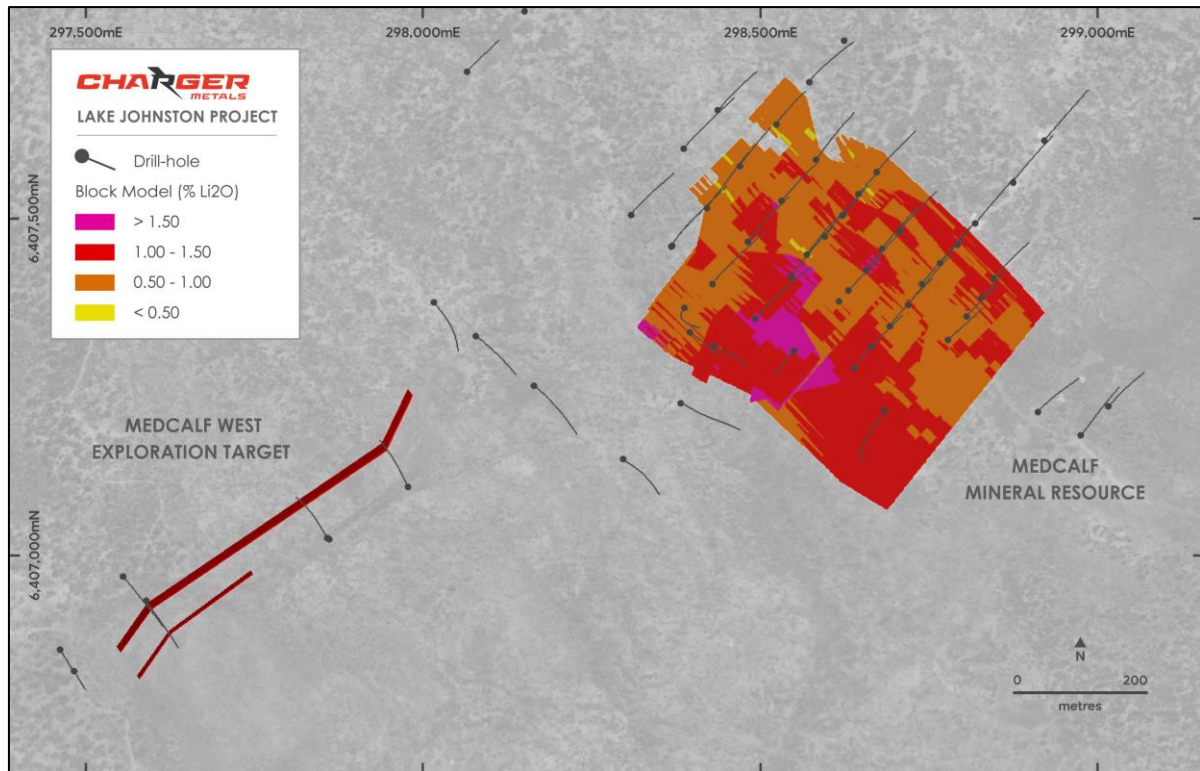 297,500mE
298,000mE
298,500mE
299,000mE
CHARGER
METALS
LAKE JOHNSTON PROJECT
Drill-hole
Block Model (% Li2O)
> 1.50
1.00 - 1.50
0.50 - 1.00
< 0.50
6,407,500mN
6,407,000mN
MEDCALF WEST
EXPLORATION TARGET
MEDCALF
MINERAL RESOURCE
N
0 200
metres